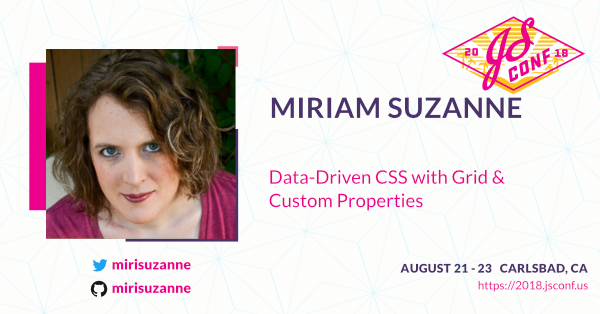 20 JS 18
CONF
MIRIAM SUZANNE
Data-Driven CSS with Grid &
Custom Properties
mirisuzanne
mirisuzanne
AUGUST 21 - 23 CARLSBAD, CA
https://2018.jsconf.us